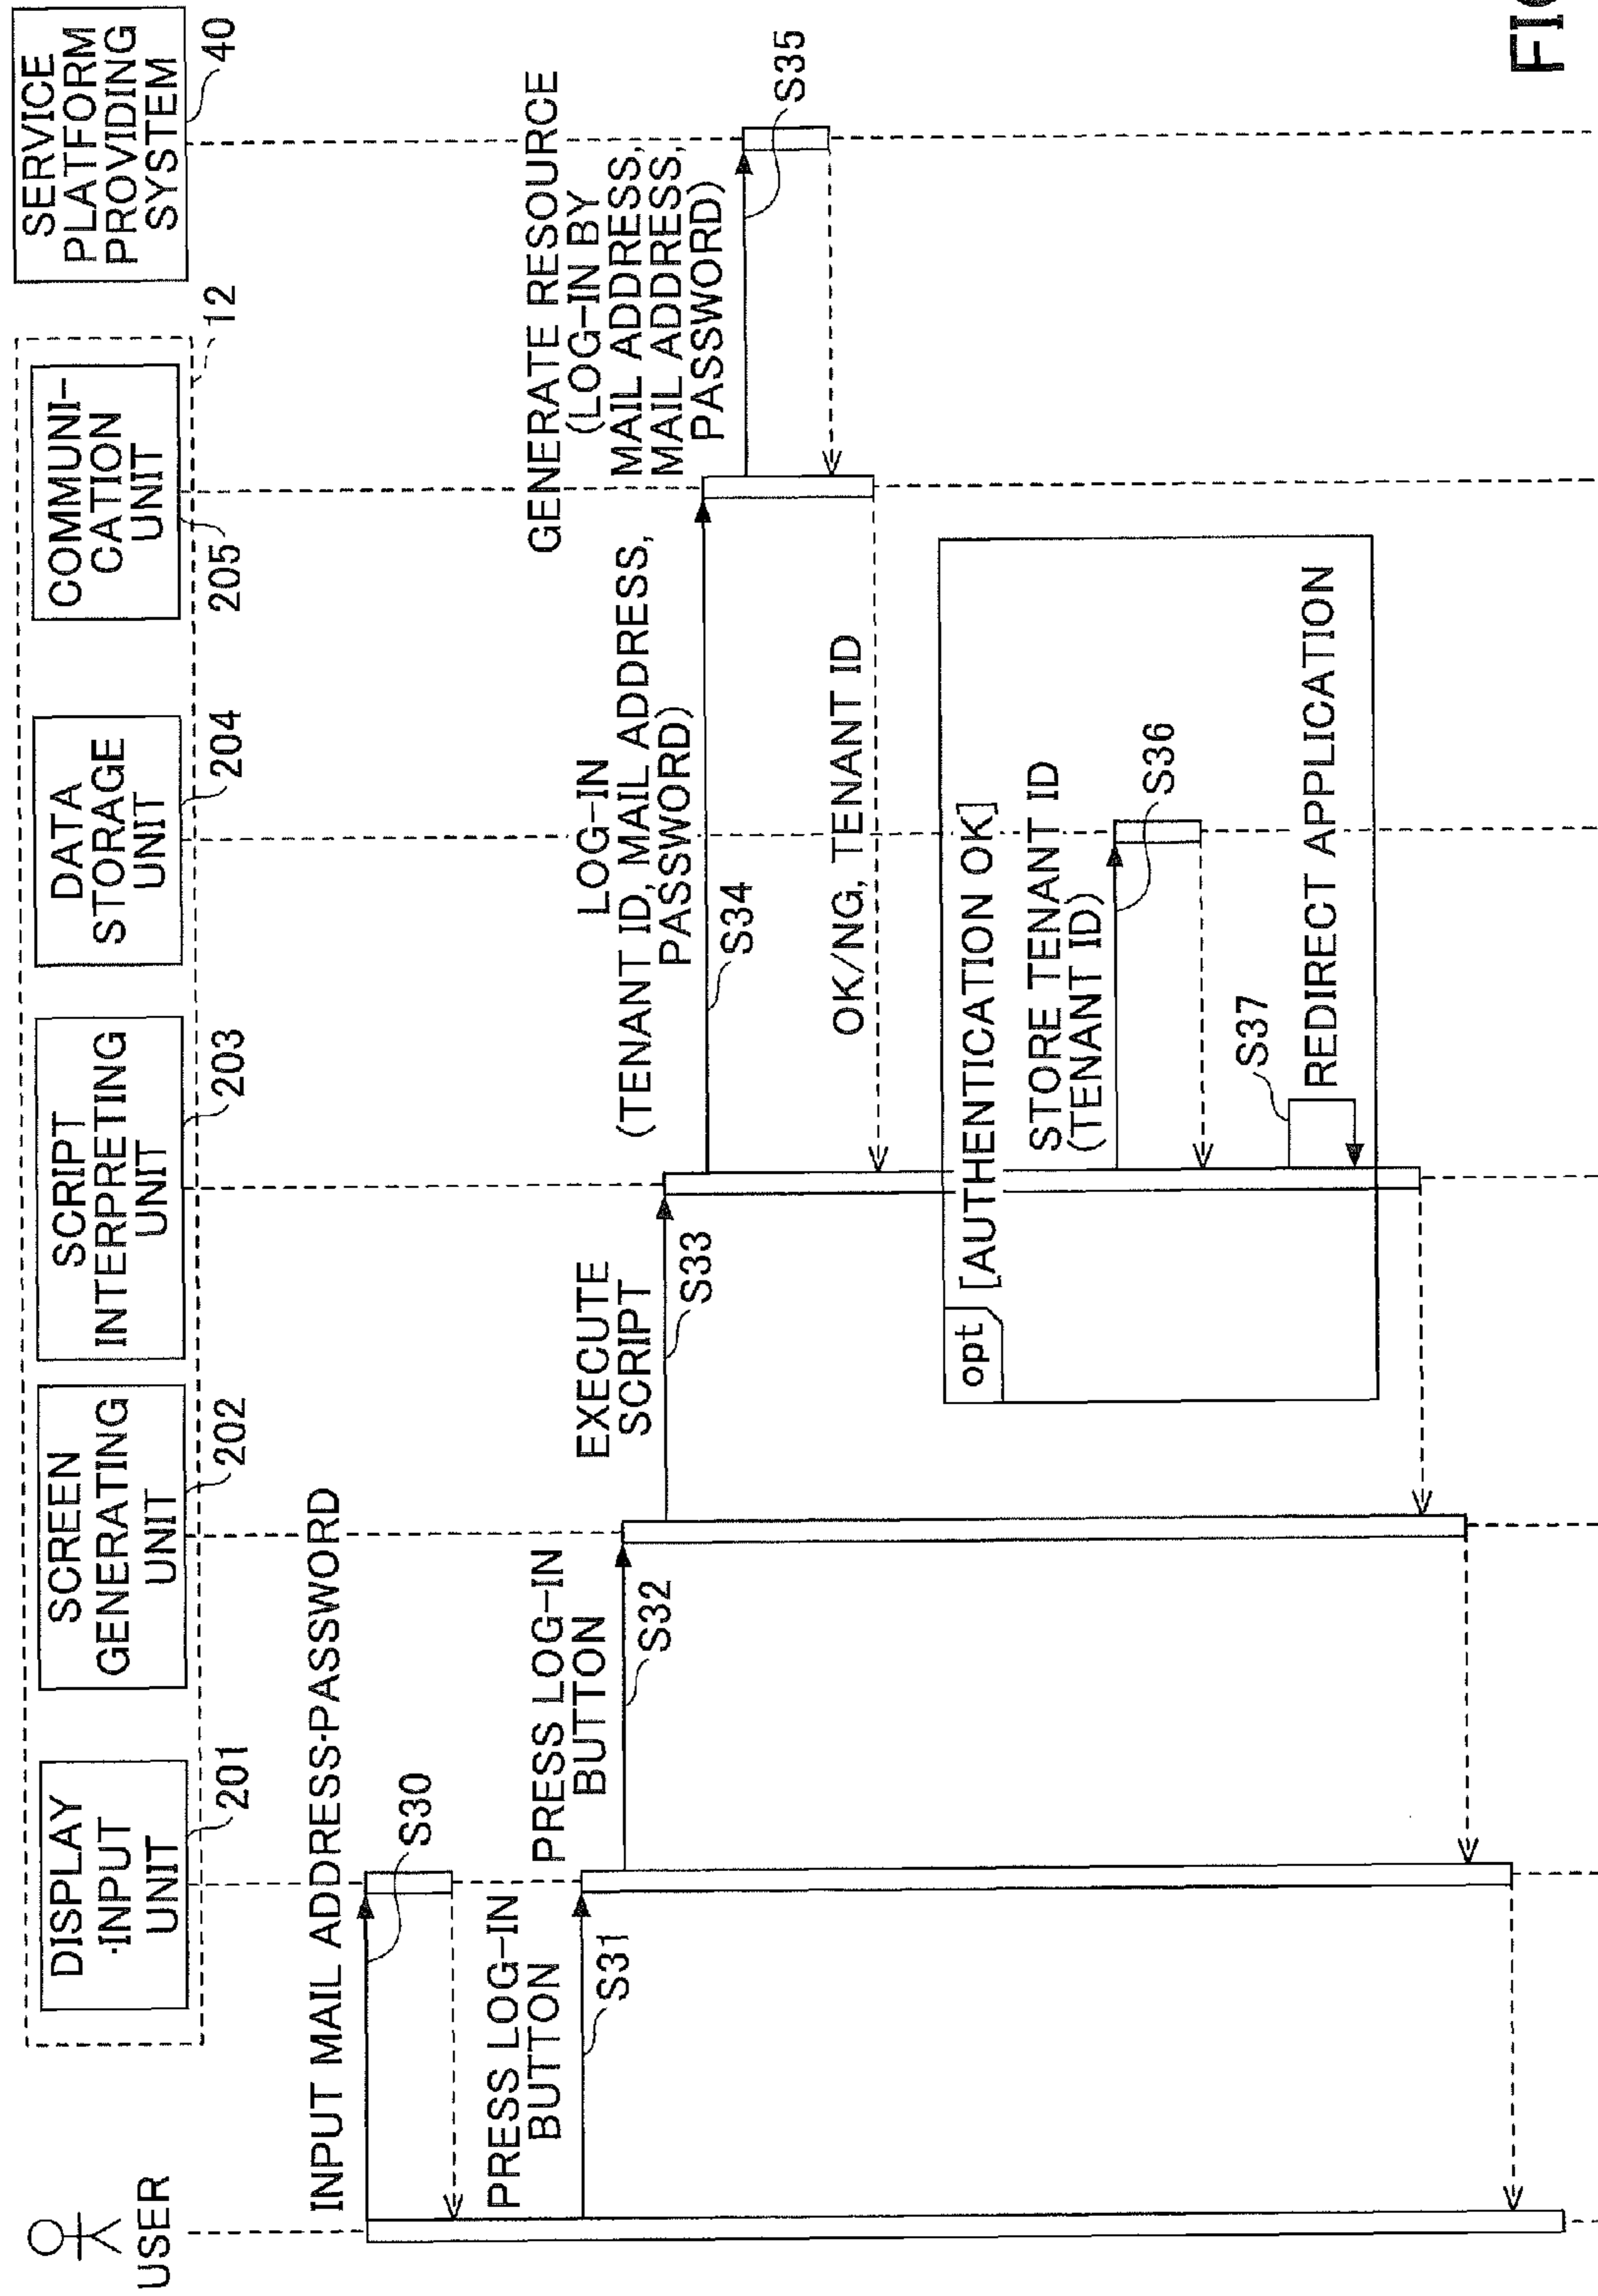 USER
DISPLAY
·INPUT
UNIT
201
SCREEN
GENERATING
UNIT
202
SCRIPT
INTERPRETING
UNIT
203
DATA
STORAGE
UNIT
204
COMMUNI-
CATION
UNIT
205
12
SERVICE
PLATFORM
PROVIDING
SYSTEM
40
INPUT MAIL ADDRESS·PASSWORD
S30
PRESS LOG-IN
BUTTON
S31
PRESS LOG-IN
BUTTON
S32
EXECUTE
SCRIPT
S33
LOG-IN
(TENANT ID, MAIL ADDRESS,
PASSWORD)
S34
GENERATE RESOURCE
(LOG-IN BY
MAIL ADDRESS,
MAIL ADDRESS,
PASSWORD)
S35
OK/NG, TENANT ID
opt
[AUTHENTICATION OK]
STORE TENANT ID
(TENANT ID)
S36
S37
REDIRECT APPLICATION